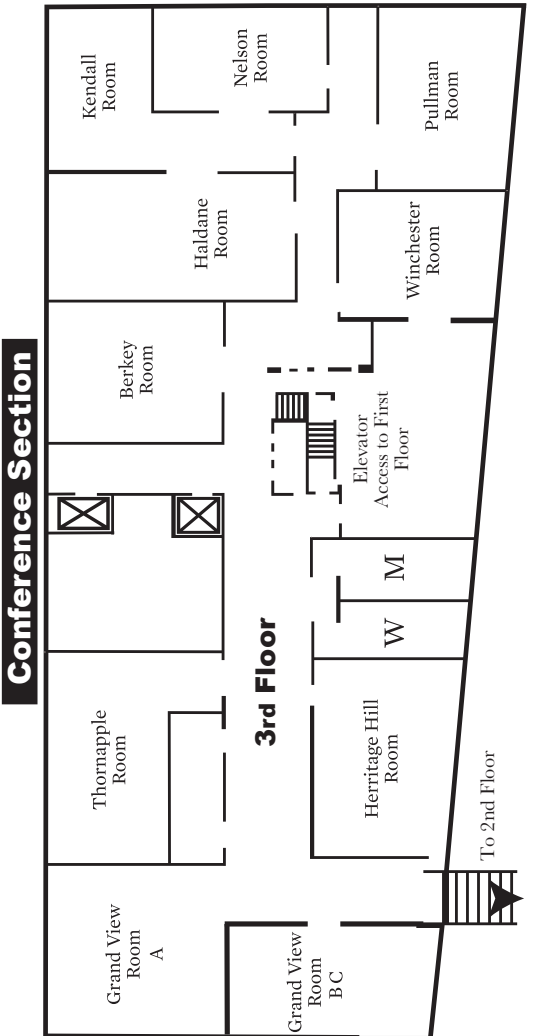 Conference Section
3rd Floor
Grand View
Room
A
Thornapple
Room
Berkey
Room
Haldane
Room
Kendall
Room
Nelson
Room
Grand View
Room
B C
Herritage Hill
Room
W
M
Elevator
Access to First
Floor
Winchester
Room
Pullman
Room
To 2nd Floor